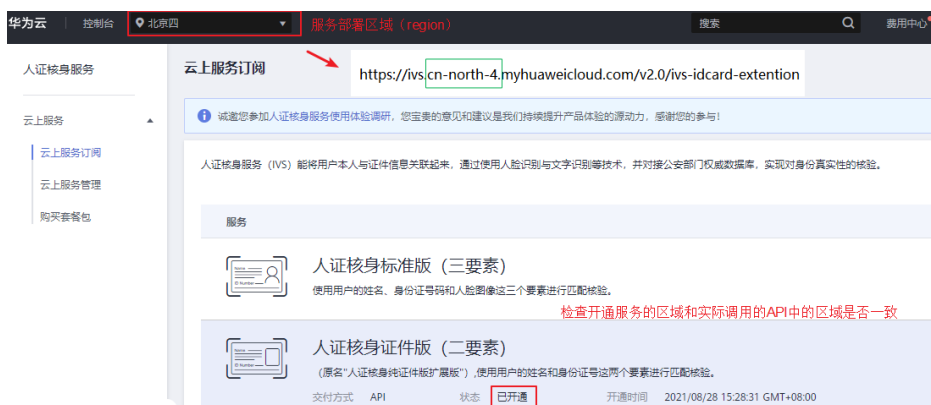 华为云 控制台 北京四 服务部署区域（region） 搜索 费用中心
人证核身服务
云上服务
云上服务订阅
云上服务管理
购买套餐包
云上服务订阅
https://ivs.cn-north-4.myhuaweicloud.com/v2.0/ivs-idcard-extention
诚邀您参加人证核身服务使用体验调研，您宝贵的意见和建议是我们持续提升产品体验的源动力，感谢您的参与！
人证核身服务（IVS）能将用户本人与证件信息关联起来，通过使用人脸识别与文字识别等技术，并对接公安部门权威数据库，实现对身份真实性的核验。
服务
人证核身标准版（三要素）
使用用户的姓名、身份证号码和人脸图像这三个要素进行匹配核验。
检查开通服务的区域和实际调用的API中的区域是否一致
人证核身证件版（二要素）
（原名"人证核身纯证件版扩展版"）,使用用户的姓名和身份证号这两个要素进行匹配核验。
交付方式 API 状态 已开通 开通时间 2021/08/28 15:28:31 GMT+08:00